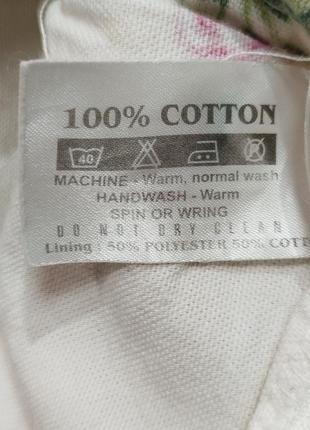 100% COTTON
40
MACHINE - Warm, normal wash
HANDWASH - Warm
SPIN OR WRING
DO NOT DRY CLEAN
Lining : 50% POLYESTER 50% COTT